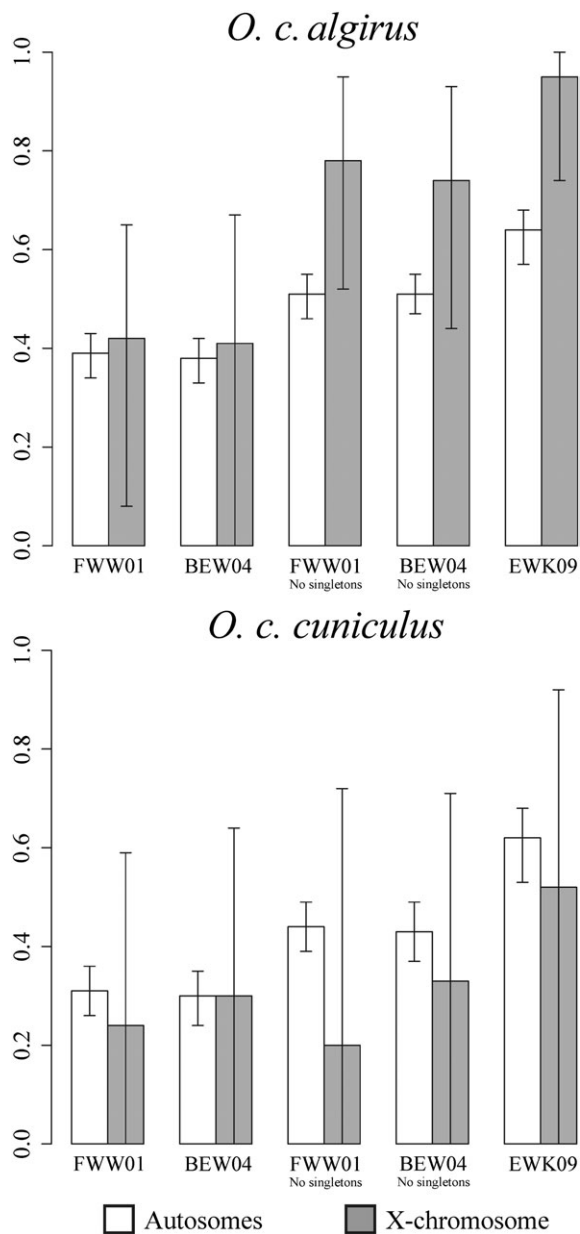 O. c. algirus
1.0
0.8
0.6
0.4
0.2
0.0
FWW01 BEW04 FWW01 BEW04 EWK09
No singletons No singletons
O. c. cuniculus
1.0
0.8
0.6
0.4
0.2
0.0
FWW01 BEW04 FWW01 BEW04 EWK09
No singletons No singletons
Autosomes X-chromosome